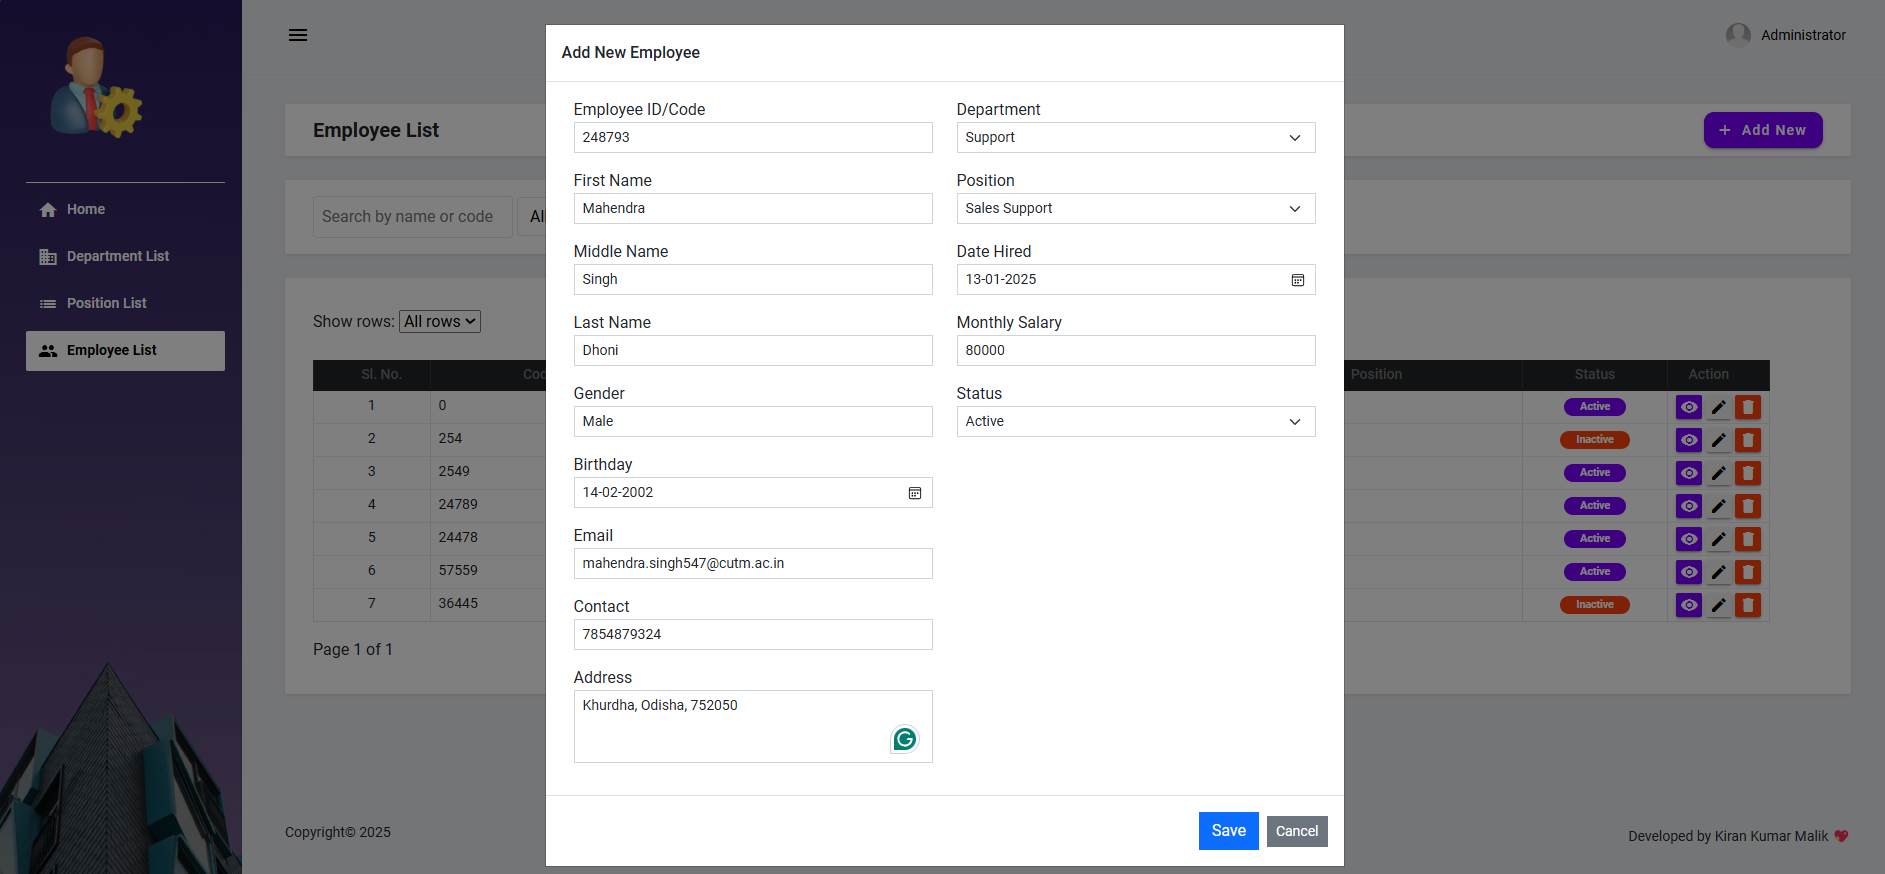 Home
Department List
Position List
Employee List
Administrator
Employee List
+ Add New
Search by name or code
All
Show rows: All rows
Sl. No. Position Status Action
1 0 Active
2 254 Inactive
3 2549 Active
4 24789 Active
5 24478 Active
6 57559 Active
7 36445 Inactive
Page 1 of 1
Add New Employee
Employee ID/Code
248793
First Name
Mahendra
Middle Name
Singh
Last Name
Dhoni
Gender
Male
Birthday
14-02-2002
Email
mahendra.singh547@cutm.ac.in
Contact
7854879324
Address
Khurdha, Odisha, 752050
Department
Support
Position
Sales Support
Date Hired
13-01-2025
Monthly Salary
80000
Status
Active
Save
Cancel
Copyright© 2025
Developed by Kiran Kumar Malik 💖